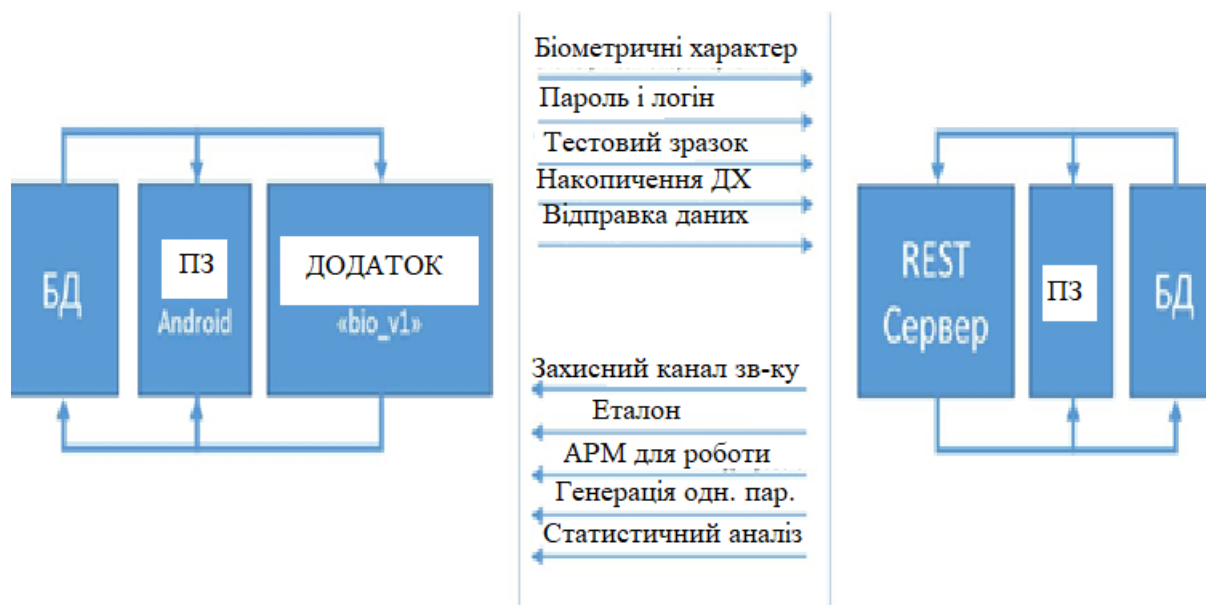 БД
ПЗ
Android
ДОДАТОК
«bio_v1»
Біометричні характер
Пароль і логін
Тестовий зразок
Накопичення ДХ
Відправка даних
Захисний канал зв-ку
Еталон
АРМ для роботи
Генерація одн. пар.
Статистичний аналіз
REST
Сервер
ПЗ
БД